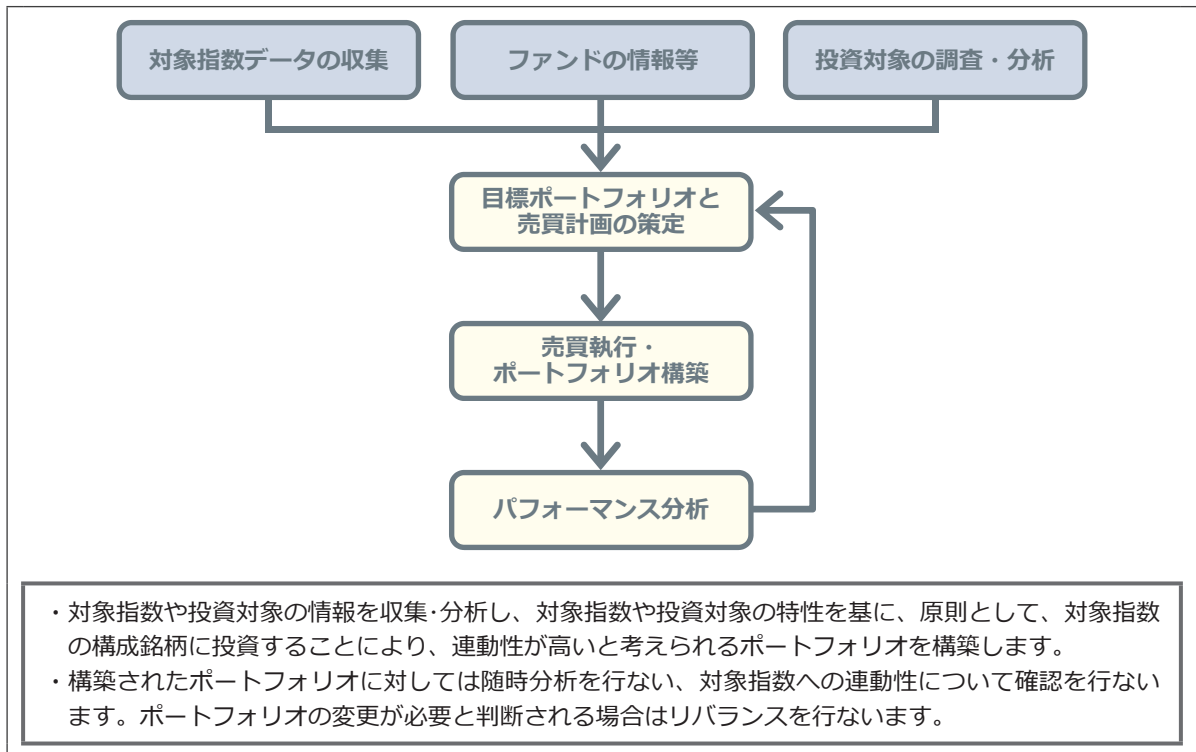 対象指数データの収集
ファンドの情報等
投資対象の調査・分析
目標ポートフォリオと
売買計画の策定
売買執行・
ポートフォリオ構築
パフォーマンス分析
・対象指数や投資対象の情報を収集･分析し、対象指数や投資対象の特性を基に、原則として、対象指数
の構成銘柄に投資することにより、連動性が高いと考えられるポートフォリオを構築します。
・構築されたポートフォリオに対しては随時分析を行ない、対象指数への連動性について確認を行ない
ます。ポートフォリオの変更が必要と判断される場合はリバランスを行ないます。